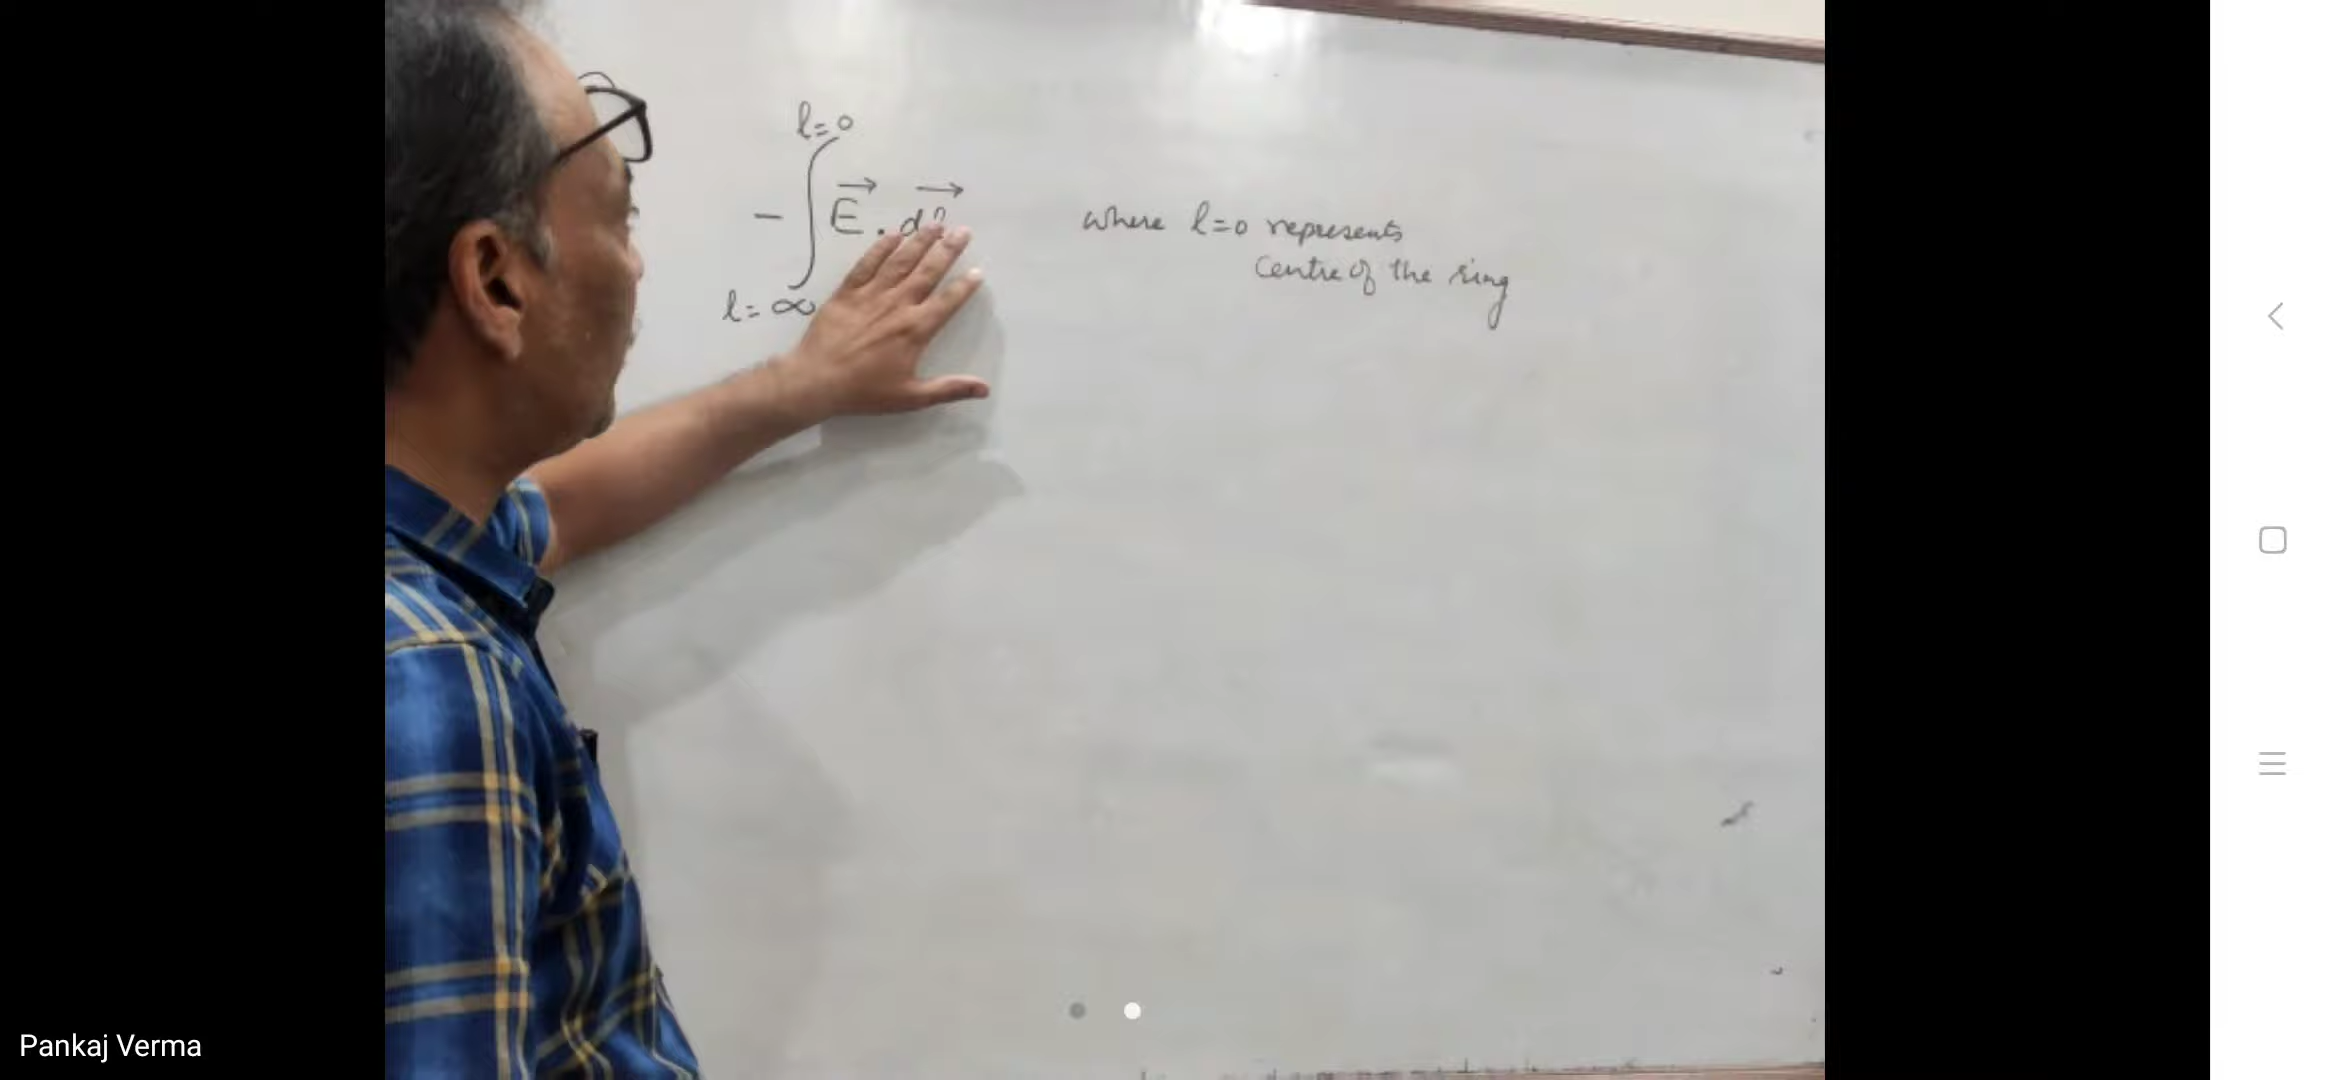 l=0
- ∫ E⃗ . dl⃗
l= ∞
where l=0 represents
Centre of the ring
Pankaj Verma